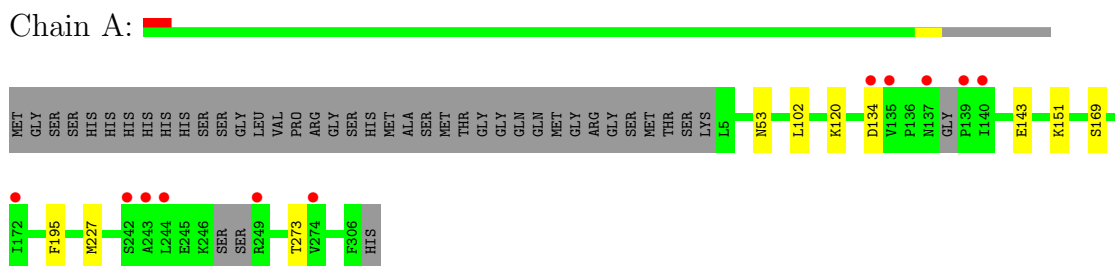 Chain A:
MET GLY SER SER HIS HIS HIS HIS HIS HIS SER SER GLY LEU VAL PRO ARG GLY SER HIS MET ALA SER MET THR GLY GLY GLN GLN MET GLY ARG GLY SER MET THR SER LYS L5 N53 L102 K120 D134 V135 P136 N137 GLY P139 I140 E143 K151 S169
I172 F195 M227 S242 A243 L244 E245 K246 SER SER R249 T273 V274 F306 HIS